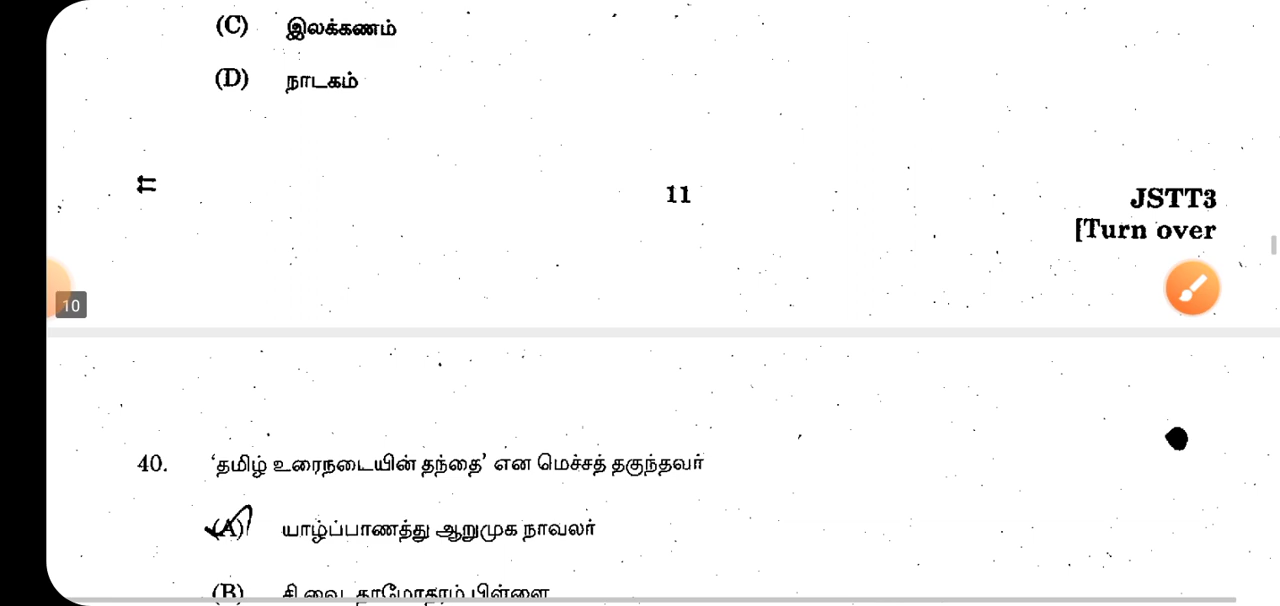 (C) இலக்கணம்
(D) நாடகம்
11
JSTT3
[Turn over
10
40. ‘தமிழ் உரைநடையின் தந்தை’ என மெச்சத் தகுந்தவர்
(A) யாழ்ப்பாணத்து ஆறுமுக நாவலர்
(B) சி.வை. தாமோதரம் பிள்ளை